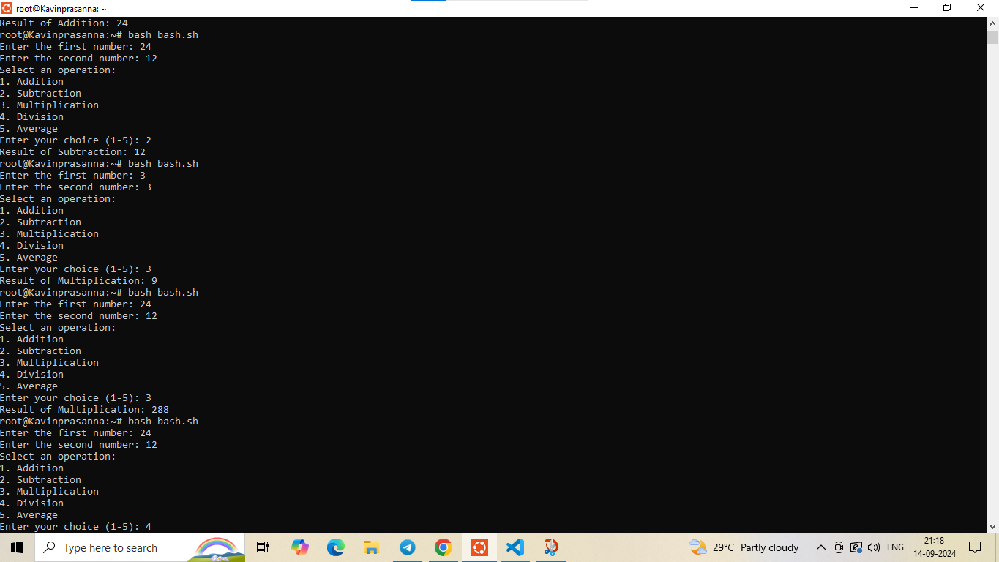 root@Kavinprasanna: ~
Result of Addition: 24
root@Kavinprasanna:~# bash bash.sh
Enter the first number: 24
Enter the second number: 12
Select an operation:
1. Addition
2. Subtraction
3. Multiplication
4. Division
5. Average
Enter your choice (1-5): 2
Result of Subtraction: 12
root@Kavinprasanna:~# bash bash.sh
Enter the first number: 3
Enter the second number: 3
Select an operation:
1. Addition
2. Subtraction
3. Multiplication
4. Division
5. Average
Enter your choice (1-5): 3
Result of Multiplication: 9
root@Kavinprasanna:~# bash bash.sh
Enter the first number: 24
Enter the second number: 12
Select an operation:
1. Addition
2. Subtraction
3. Multiplication
4. Division
5. Average
Enter your choice (1-5): 3
Result of Multiplication: 288
root@Kavinprasanna:~# bash bash.sh
Enter the first number: 24
Enter the second number: 12
Select an operation:
1. Addition
2. Subtraction
3. Multiplication
4. Division
5. Average
Enter your choice (1-5): 4
Type here to search
29°C Partly cloudy
ENG
21:18
14-09-2024